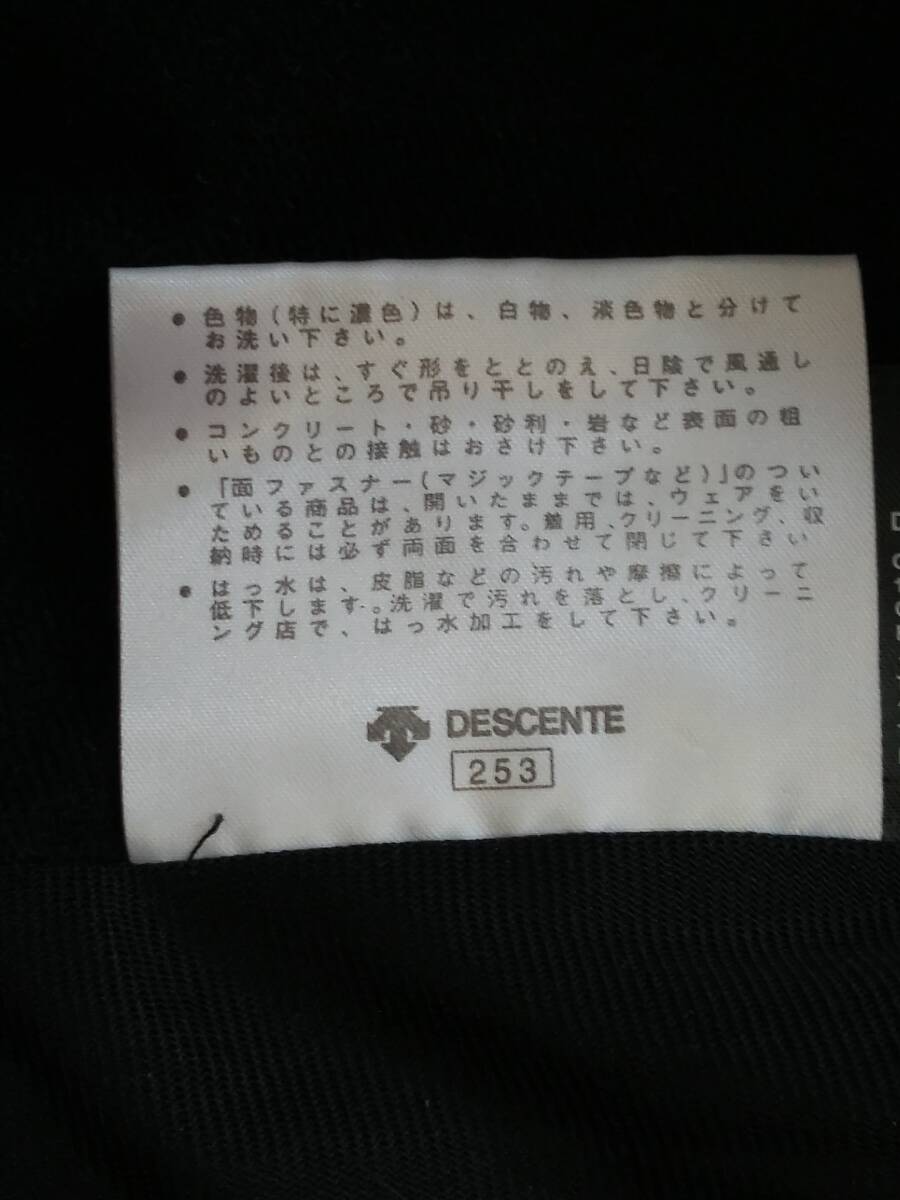 ● 色物(特に濃色)は、白物、淡色物と分けて
お洗い下さい。
● 洗濯後は、すぐ形をととのえ、日陰で風通し
のよいところで吊り干しをして下さい。
● コンクリート・砂・砂利・岩など表面の粗
いものとの接触はおさけ下さい。
● 「面ファスナー(マジックテープなど)」のつい
ている商品は、開いたままでは、ウェアをい
ためることがあります。着用、クリーニング、収
納時には必ず両面を合わせて閉じて下さい
● はっ水は、皮脂などの汚れや摩擦によって
低下します。洗濯で汚れを落とし、クリーニ
ング店で、はっ水加工をして下さい。
DESCENTE
253